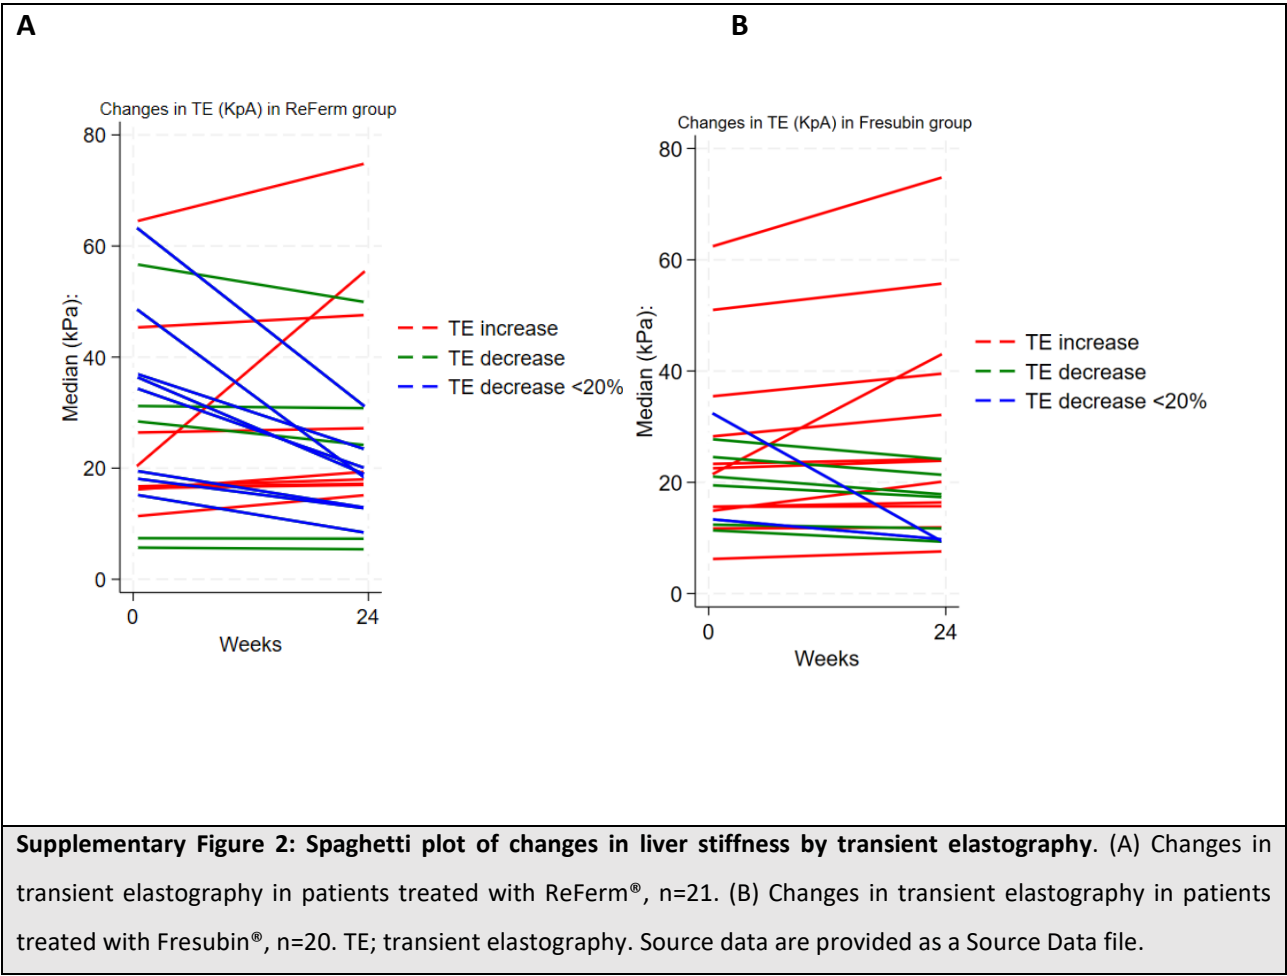 A
B
Changes in TE (KpA) in ReFerm group
80
60
40
20
0
Median (kPa):
0
24
Weeks
TE increase
TE decrease
TE decrease <20%
Changes in TE (KpA) in Fresubin group
80
60
40
20
0
Median (kPa):
0
24
Weeks
TE increase
TE decrease
TE decrease <20%
Supplementary Figure 2: Spaghetti plot of changes in liver stiffness by transient elastography. (A) Changes in
transient elastography in patients treated with ReFerm®, n=21. (B) Changes in transient elastography in patients
treated with Fresubin®, n=20. TE; transient elastography. Source data are provided as a Source Data file.